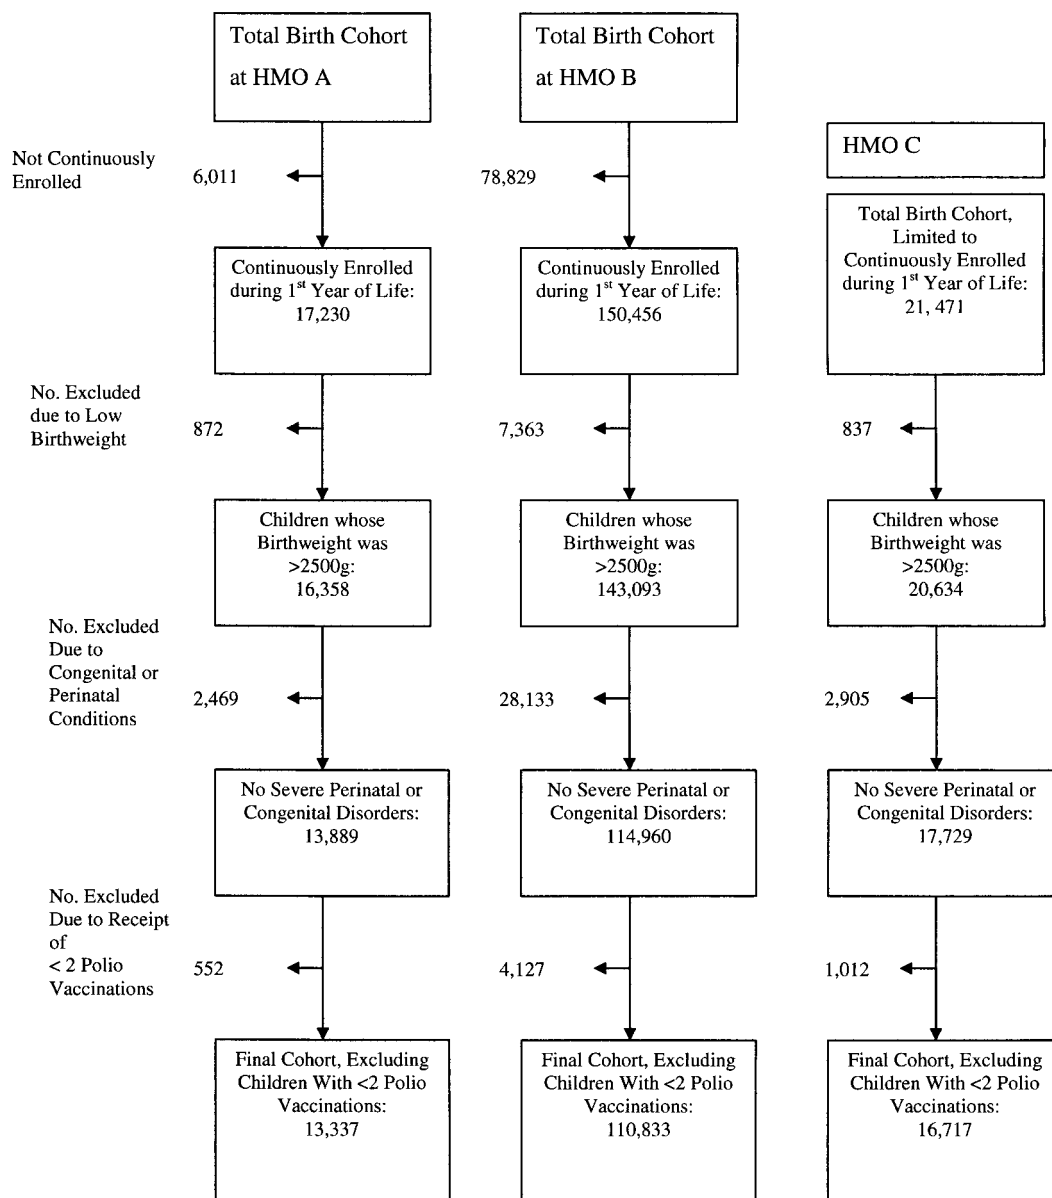 Total Birth Cohort
at HMO A
Total Birth Cohort
at HMO B
HMO C
Not Continuously
Enrolled
6,011
78,829
Continuously Enrolled
during 1st Year of Life:
17,230
Continuously Enrolled
during 1st Year of Life:
150,456
Total Birth Cohort,
Limited to
Continuously Enrolled
during 1st Year of Life:
21, 471
No. Excluded
due to Low
Birthweight
872
7,363
837
Children whose
Birthweight was
>2500g:
16,358
Children whose
Birthweight was
>2500g:
143,093
Children whose
Birthweight was
>2500g:
20,634
No. Excluded
Due to
Congenital or
Perinatal
Conditions
2,469
28,133
2,905
No Severe Perinatal or
Congenital Disorders:
13,889
No Severe Perinatal or
Congenital Disorders:
114,960
No Severe Perinatal or
Congenital Disorders:
17,729
No. Excluded
Due to Receipt
of
< 2 Polio
Vaccinations
552
4,127
1,012
Final Cohort, Excluding
Children With <2 Polio
Vaccinations:
13,337
Final Cohort, Excluding
Children With <2 Polio
Vaccinations:
110,833
Final Cohort, Excluding
Children With <2 Polio
Vaccinations:
16,717